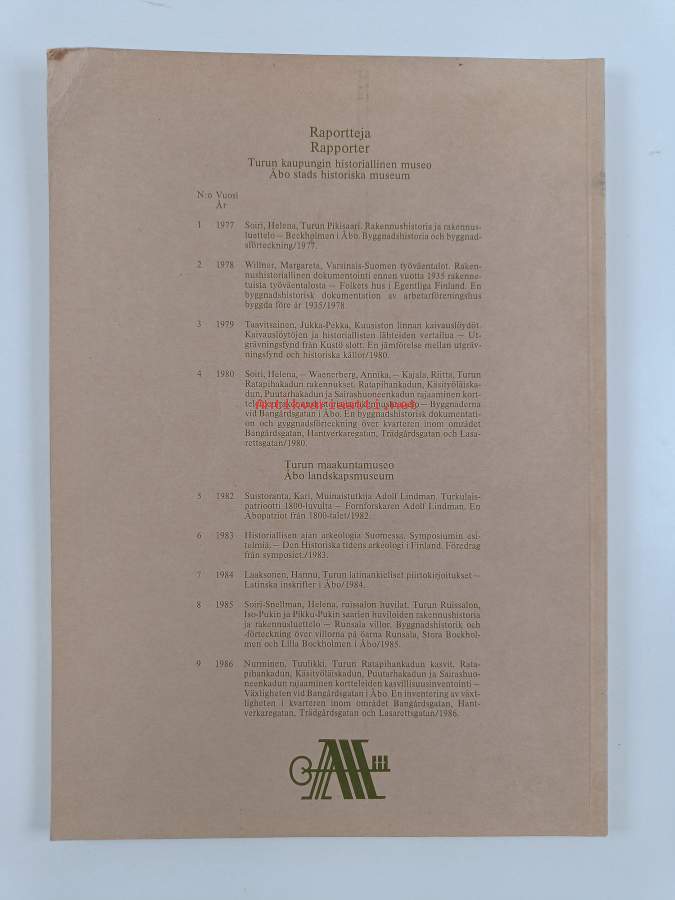 Raportteja
Rapporter
Turun kaupungin historiallinen museo
Åbo stads historiska museum
N:o Vuosi
År
1 1977 Soiri, Helena, Turun Pikisaari. Rakennushistoria ja rakennus-
luettelo — Beckholmen i Åbo. Byggnadshistoria och byggnad-
sförteckning/1977.
2 1978 Willner, Margareta, Varsinais-Suomen työväentalot. Raken-
nushistoriallinen dokumentointi ennen vuotta 1935 rakenne-
tuista työväentaloista — Folkets hus i Egentliga Finland. En
byggnadshistorisk dokumentation av arbetarföreningshus
byggda före år 1935/1978
3 1979 Taavitsainen, Jukka-Pekka, Kuusiston linnan kaivauslöydöt.
Kaivauslöytöjen ja historiallisten lähteiden vertailua — Ut-
grävningsfynd från Kustö slott. En jämförelse mellan utgräv-
ningsfynd och historiska källor/1980.
4 1980 Soiri, Helena, — Waenerberg, Annika, — Kajala, Riitta, Turun
Ratapihakadun rakennukset. Ratapihankadun, Käsityöläiska-
dun, Puutarhakadun ja Sairashuoneenkadun rajaaminen kort-
— Byggnaderna
antikvariaatti.net
vid Bangårdsgatan i Åbo. En byggnadshistorisk dokumentati-
on och gyggnadsförteckning över kvarteren inom området
Bangårdsgatan, Hantverkaregatan, Trädgårdsgatan och Lasa-
rettsgatan/1980.
Turun maakuntamuseo
Åbo landskapsmuseum
5 1982 Suistoranta, Kari, Muinaistutkija Adolf Lindman. Turkulais-
patriootti 1800-luvulta — Fornforskaren Adolf Lindman. En
Åbopatriot från 1800-talet/1982.
6 1983 Historiallisen ajan arkeologia Suomessa. Symposiumin esi-
telmiä. — Den Historiska tidens arkeologi i Finland. Föredrag
från symposiet./1983.
7 1984 Laaksonen, Hannu, Turun latinankieliset piirtokirjoitukset —
Latinska inskrifter i Åbo/1984.
8 1985 Soiri-Snellman, Helena, ruissalon huvilat. Turun Ruissalon,
Iso-Pukin ja Pikku-Pukin saarien huviloiden rakennushistoria
ja rakennusluettelo — Runsala villor. Byggnadshistorik och
-förteckning över villorna på öarna Runsala, Stora Bockhol-
men och Lilla Bockholmen i Åbo/1985.
9 1986 Nurminen, Tuulikki, Turun Ratapihankadun kasvit. Rata-
pihankadun, Käsityöläiskadun, Puutarhakadun ja Sairashuo-
neenkadun rajaaminen kortteleiden kasvillisuusinventointi —
Växligheten vid Bangårdsgatan i Åbo. En inventering av växt-
ligheten i kvarteren inom området Bangårdsgatan, Hant-
verkaregatan, Trädgårdsgatan och Lasarettsgatan/1986.